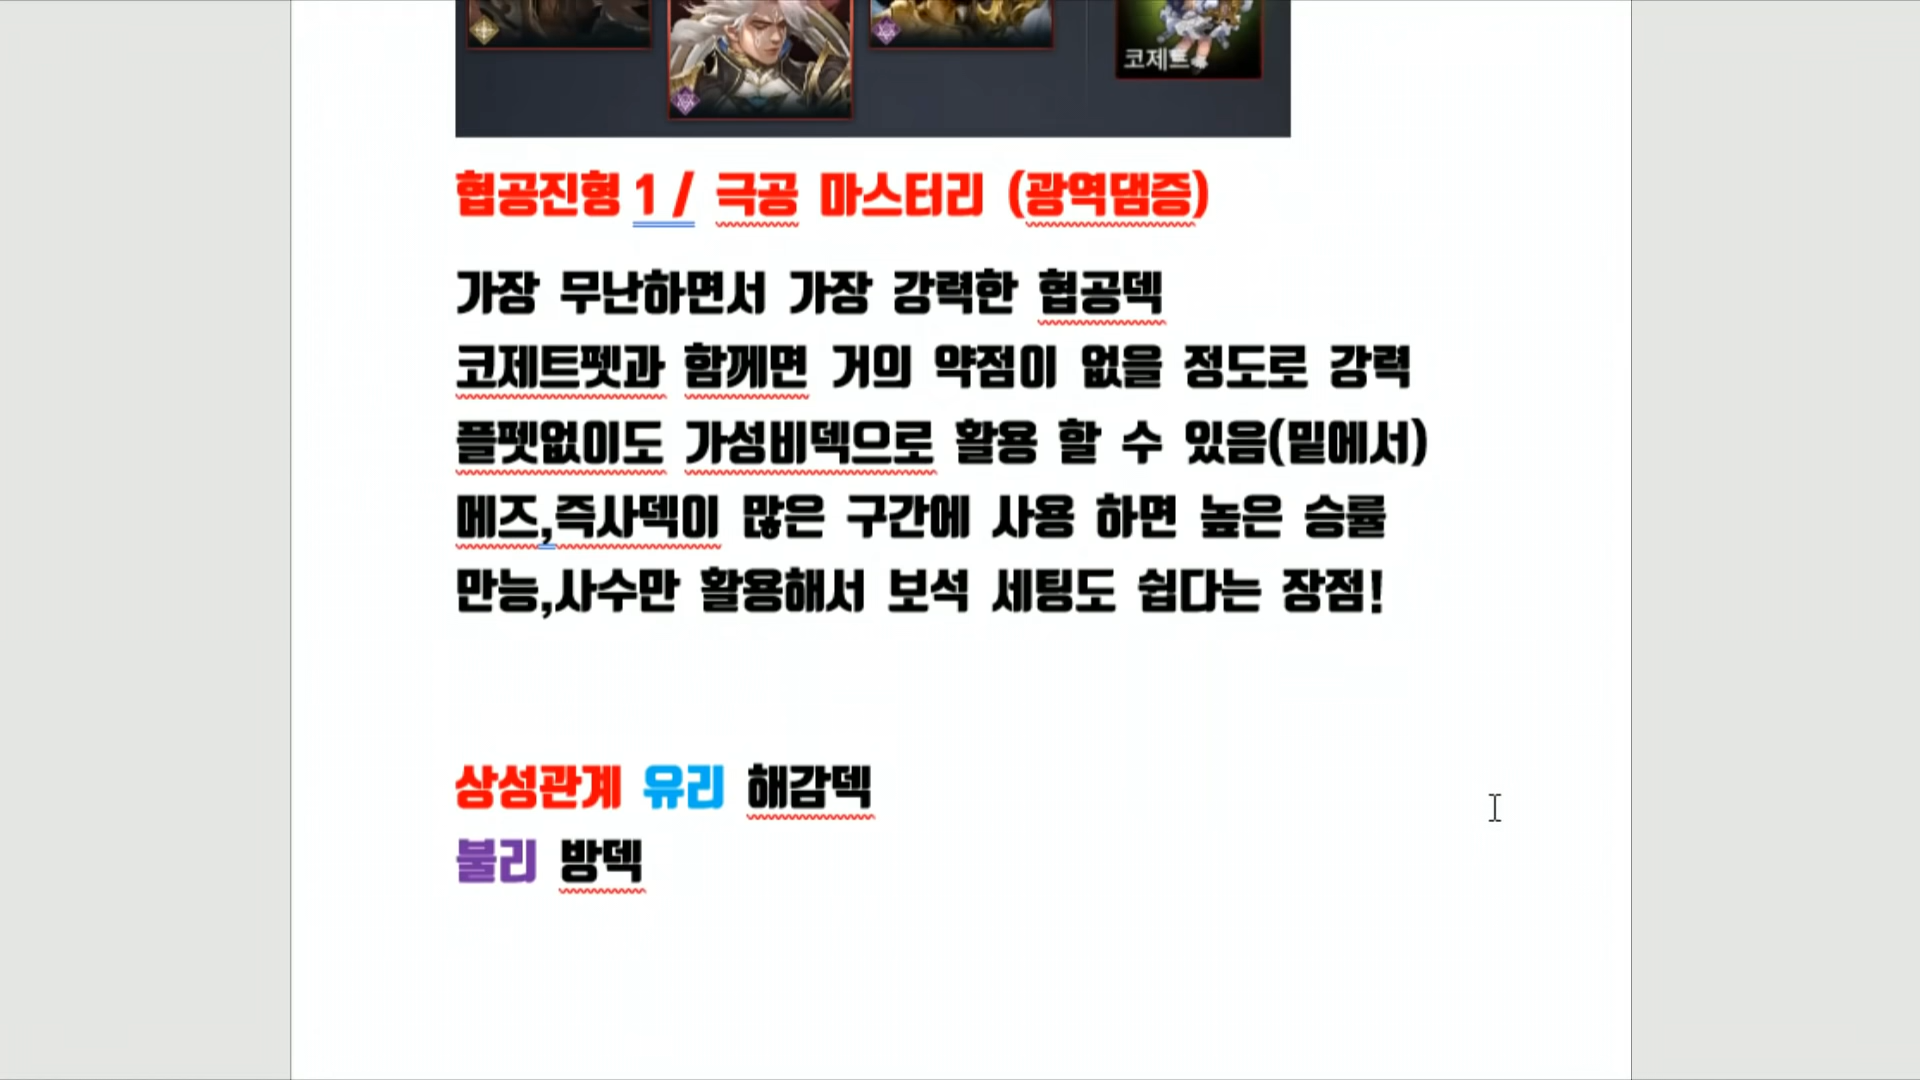 코제트
협공진형 1 / 극공 마스터리 (광역댐증)
가장 무난하면서 가장 강력한 협공덱
코제트펫과 함께면 거의 약점이 없을 정도로 강력
플펫없이도 가성비덱으로 활용 할 수 있음(밑에서)
메즈,즉사덱이 많은 구간에 사용 하면 높은 승률
만능,사수만 활용해서 보석 세팅도 쉽다는 장점!
상성관계 유리 해감덱
불리 방덱